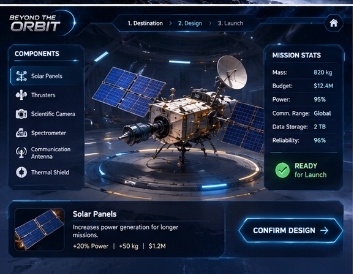 BEYOND THE
ORBIT
1. Destination > 2. Design > 3. Launch
COMPONENTS
Solar Panels
Thrusters
Scientific Camera
Spectrometer
Communication
Antenna
Thermal Shield
MISSION STATS
Mass: 820 kg
Budget: $12.4M
Power: 95%
Comm. Range: Global
Data Storage: 2 TB
Reliability: 96%
READY
for Launch
Solar Panels
Increases power generation for longer
missions.
+20% Power | +50 kg | $1.2M
CONFIRM DESIGN →